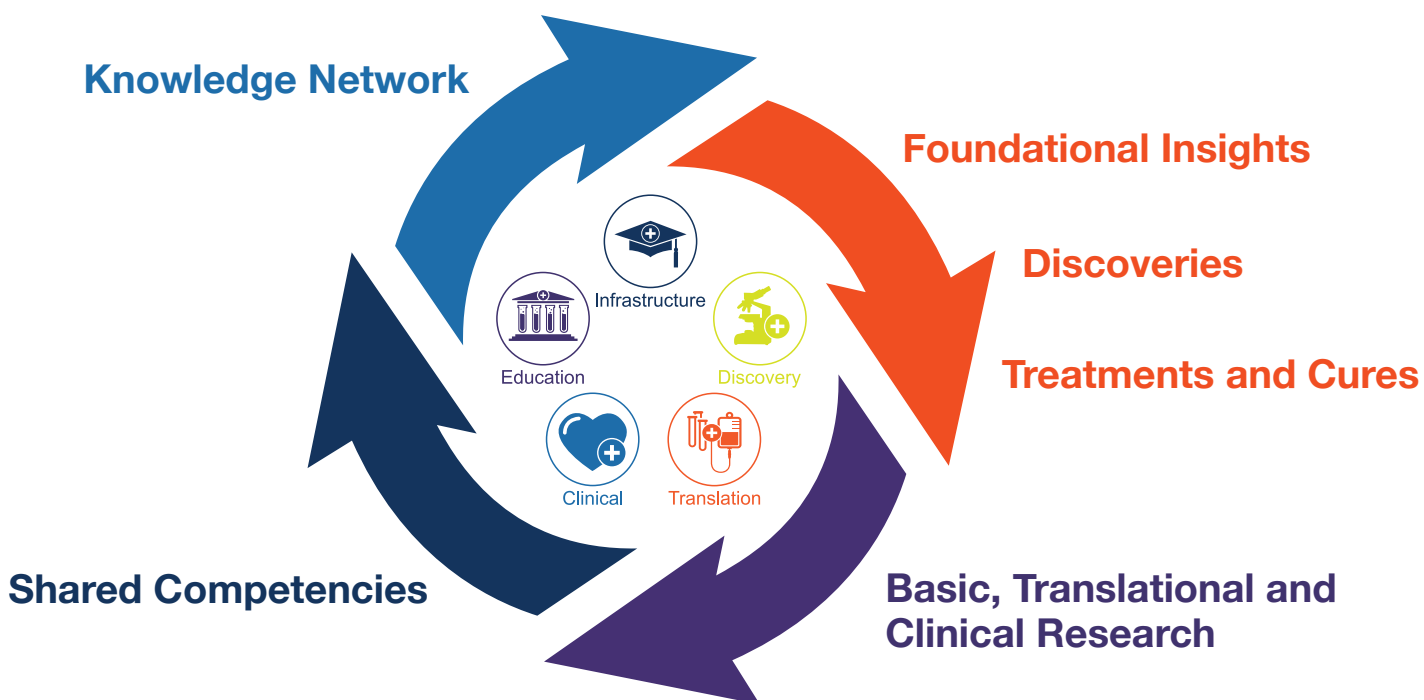 Knowledge Network
Foundational Insights
Discoveries
Treatments and Cures
Infrastructure
Education
Discovery
Clinical
Translation
Shared Competencies
Basic, Translational and
Clinical Research